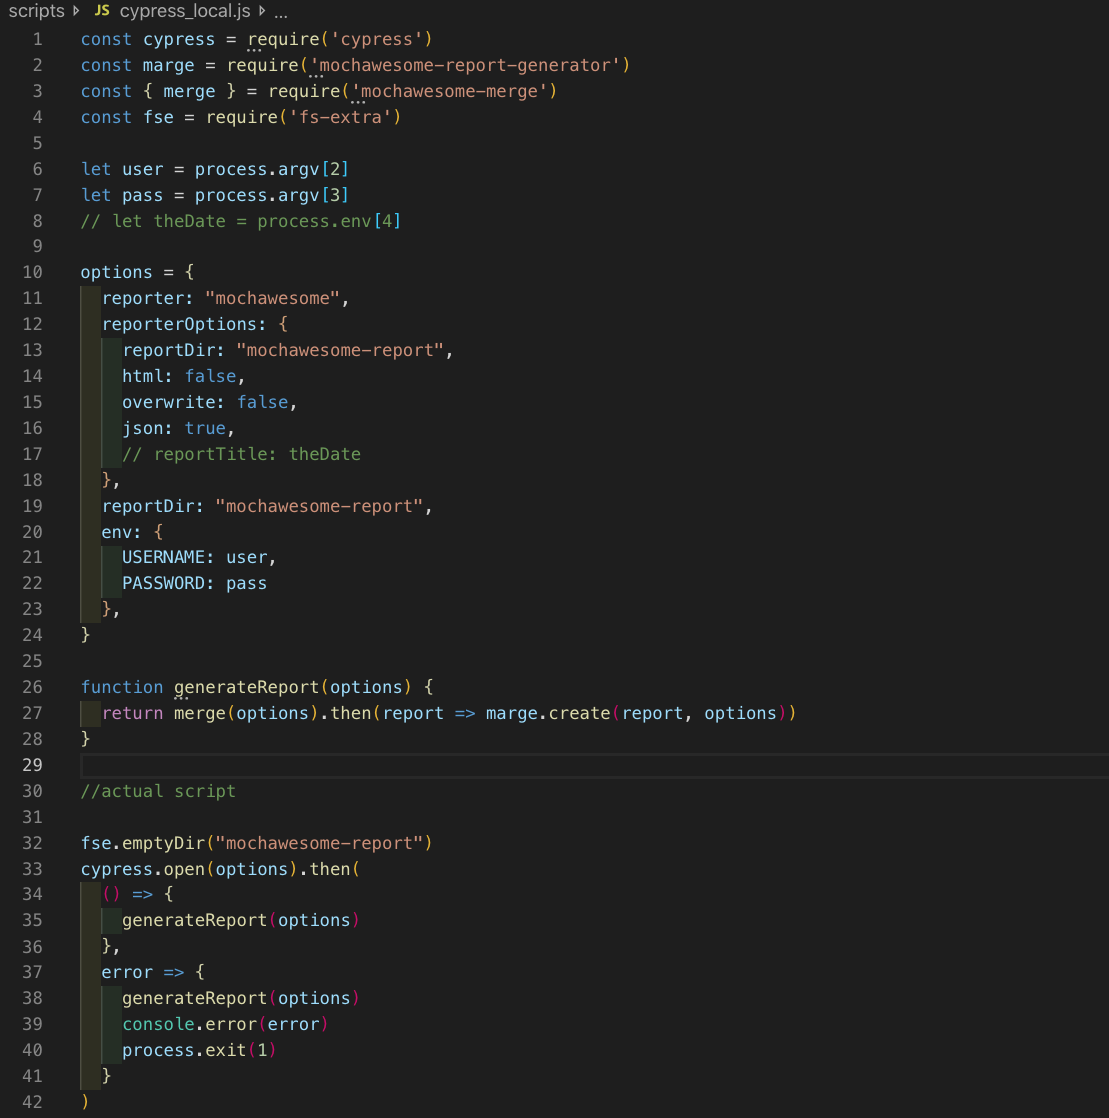 scripts ▸ JS cypress_local.js ▸ ...
1 const cypress = require('cypress')
2 const marge = require('mochawesome-report-generator')
3 const { merge } = require('mochawesome-merge')
4 const fse = require('fs-extra')
5
6 let user = process.argv[2]
7 let pass = process.argv[3]
8 // let theDate = process.env[4]
9
10 options = {
11   reporter: "mochawesome",
12   reporterOptions: {
13     reportDir: "mochawesome-report",
14     html: false,
15     overwrite: false,
16     json: true,
17     // reportTitle: theDate
18   },
19   reportDir: "mochawesome-report",
20   env: {
21     USERNAME: user,
22     PASSWORD: pass
23   },
24 }
25
26 function generateReport(options) {
27   return merge(options).then(report => marge.create(report, options))
28 }
29
30 //actual script
31
32 fse.emptyDir("mochawesome-report")
33 cypress.open(options).then(
34   () => {
35     generateReport(options)
36   },
37   error => {
38     generateReport(options)
39     console.error(error)
40     process.exit(1)
41   }
42 )